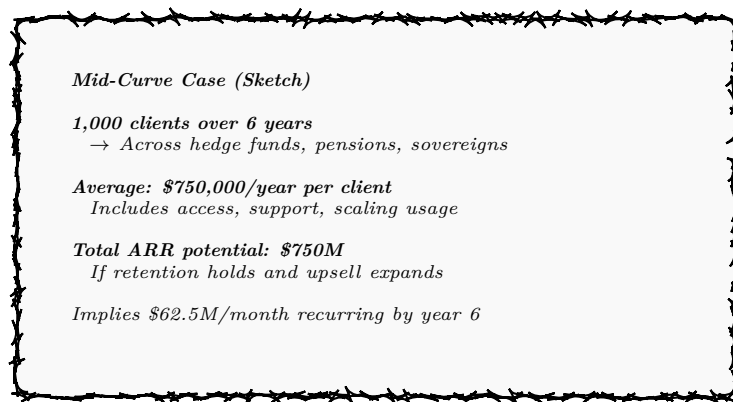 Mid-Curve Case (Sketch)
1,000 clients over 6 years
→ Across hedge funds, pensions, sovereigns
Average: $750,000/year per client
Includes access, support, scaling usage
Total ARR potential: $750M
If retention holds and upsell expands
Implies $62.5M/month recurring by year 6